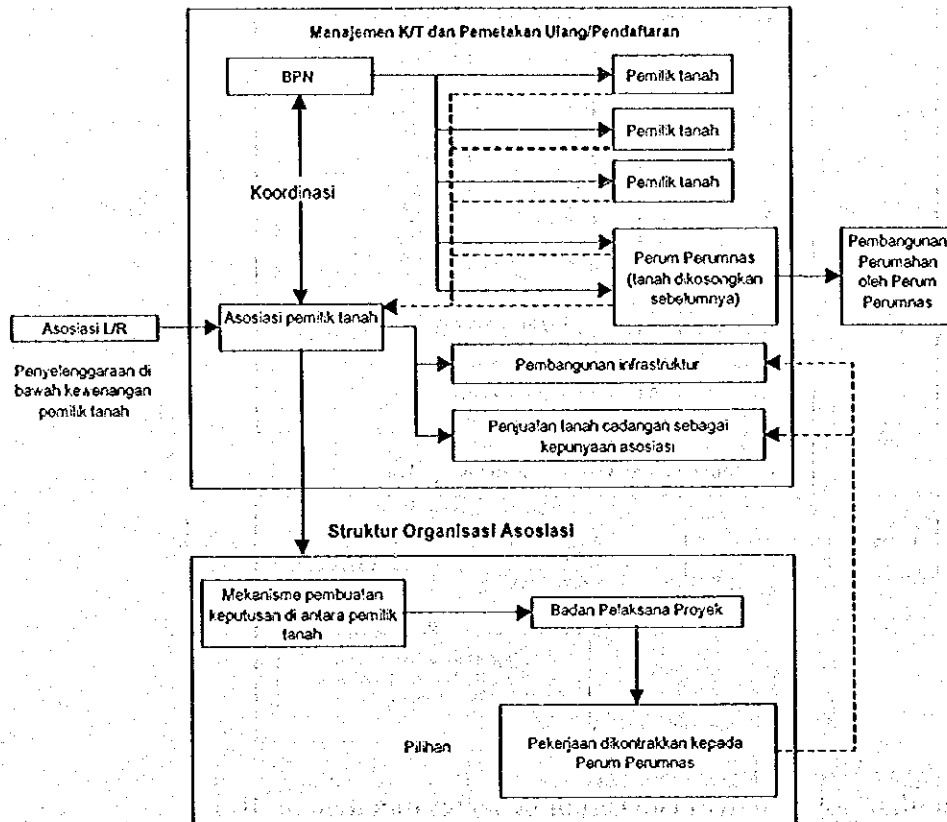 Manajemen K/T dan Pemetakan Ulang/Pendaftaran
BPN
Pemilik tanah
Pemilik tanah
Pemilik tanah
Koordinasi
Perum Perumnas
(tanah dikosongkan
sebelumnya)
Pembangunan
Perumahan
oleh Perum
Perumnas
Asosiasi L/R
Asosiasi pemilik tanah
Penyelenggaraan di
bawah kewenangan
pemilik tanah
Pembangunan infrastruktur
Penjualan tanah cadangan sebagai
kepunyaan asosiasi
Struktur Organisasi Asosiasi
Mekanisme pembuatan
keputusan di antara pemilik
tanah
Badan Pelaksana Proyek
Pilihan
Pekerjaan dikontrakkan kepada
Perum Perumnas